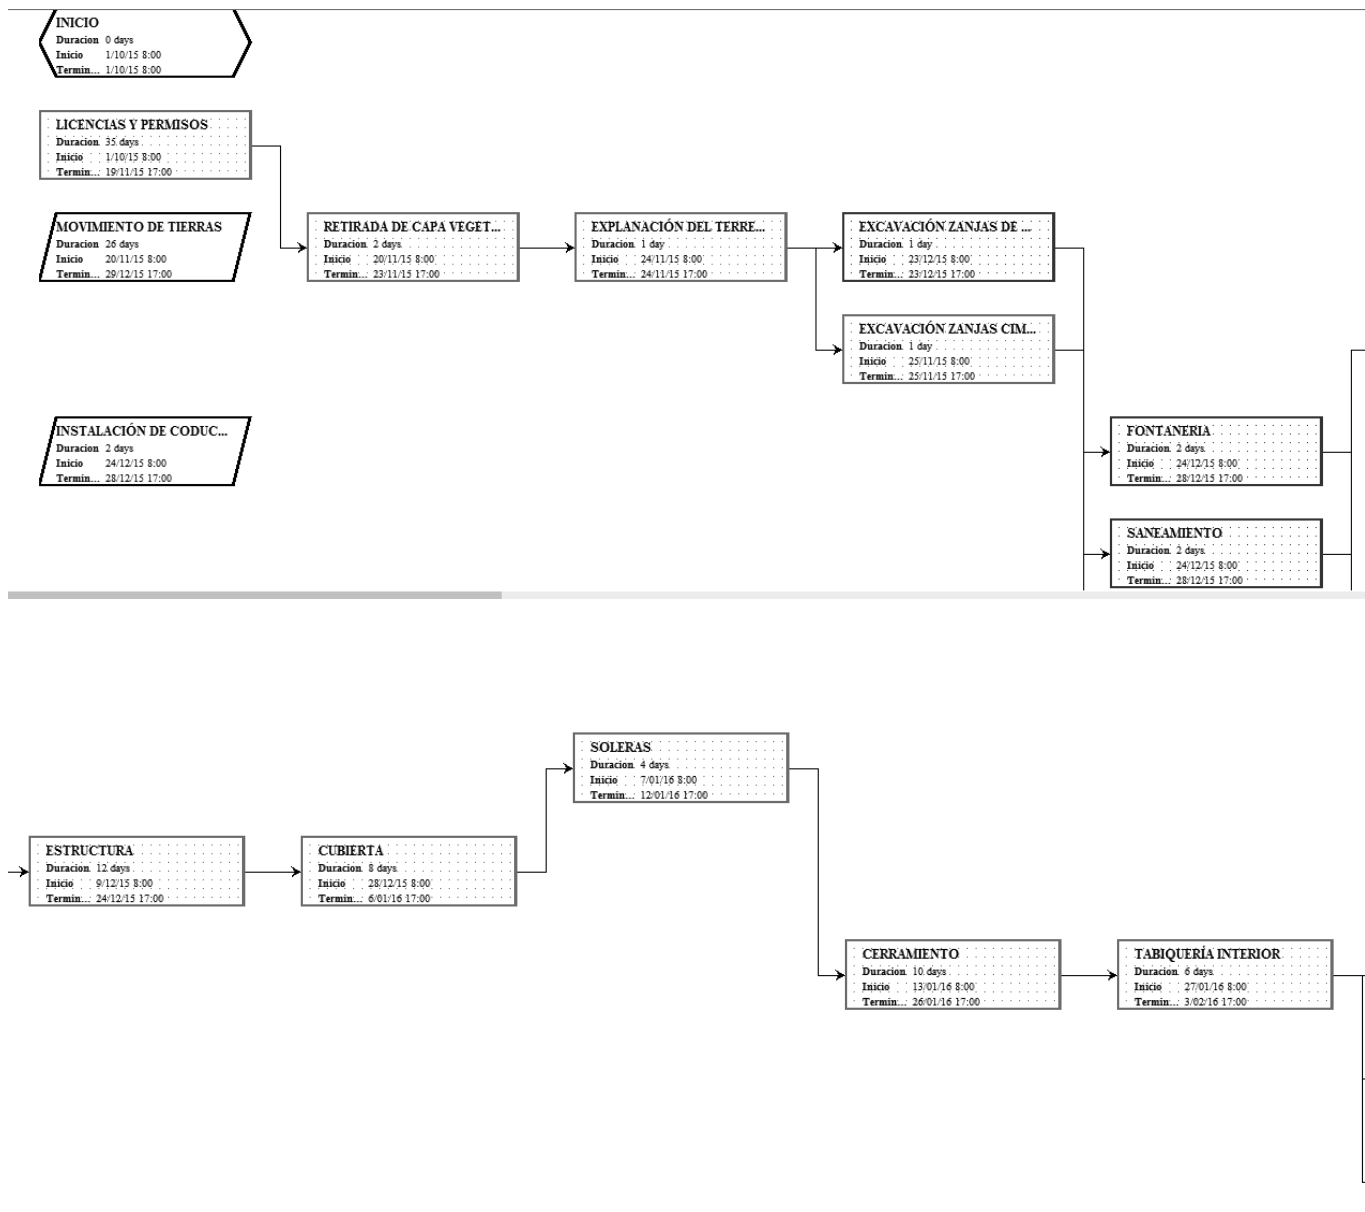 INICIO
Duracion 0 days
Inicio 1/10/15 8:00
Termin... 1/10/15 8:00
LICENCIAS Y PERMISOS
Duracion 35 days
Inicio 1/10/15 8:00
Termin... 19/11/15 17:00
MOVIMIENTO DE TIERRAS
Duracion 26 days
Inicio 20/11/15 8:00
Termin... 29/12/15 17:00
RETIRADA DE CAPA VEGET...
Duracion 2 days
Inicio 20/11/15 8:00
Termin... 23/11/15 17:00
EXPLANACIÓN DEL TERRE...
Duracion 1 day
Inicio 24/11/15 8:00
Termin... 24/11/15 17:00
EXCAVACIÓN ZANJAS DE ...
Duracion 1 day
Inicio 23/12/15 8:00
Termin... 23/12/15 17:00
EXCAVACIÓN ZANJAS CIM...
Duracion 1 day
Inicio 25/11/15 8:00
Termin... 25/11/15 17:00
INSTALACIÓN DE CODUC...
Duracion 2 days
Inicio 24/12/15 8:00
Termin... 28/12/15 17:00
FONTANERIA
Duracion 2 days
Inicio 24/12/15 8:00
Termin... 28/12/15 17:00
SANEAMIENTO
Duracion 2 days
Inicio 24/12/15 8:00
Termin... 28/12/15 17:00
SOLERAS
Duracion 4 days
Inicio 7/01/16 8:00
Termin... 12/01/16 17:00
ESTRUCTURA
Duracion 12 days
Inicio 9/12/15 8:00
Termin... 24/12/15 17:00
CUBIERTA
Duracion 8 days
Inicio 28/12/15 8:00
Termin... 6/01/16 17:00
CERRAMIENTO
Duracion 10 days
Inicio 13/01/16 8:00
Termin... 26/01/16 17:00
TABIQUERÍA INTERIOR
Duracion 6 days
Inicio 27/01/16 8:00
Termin... 3/02/16 17:00